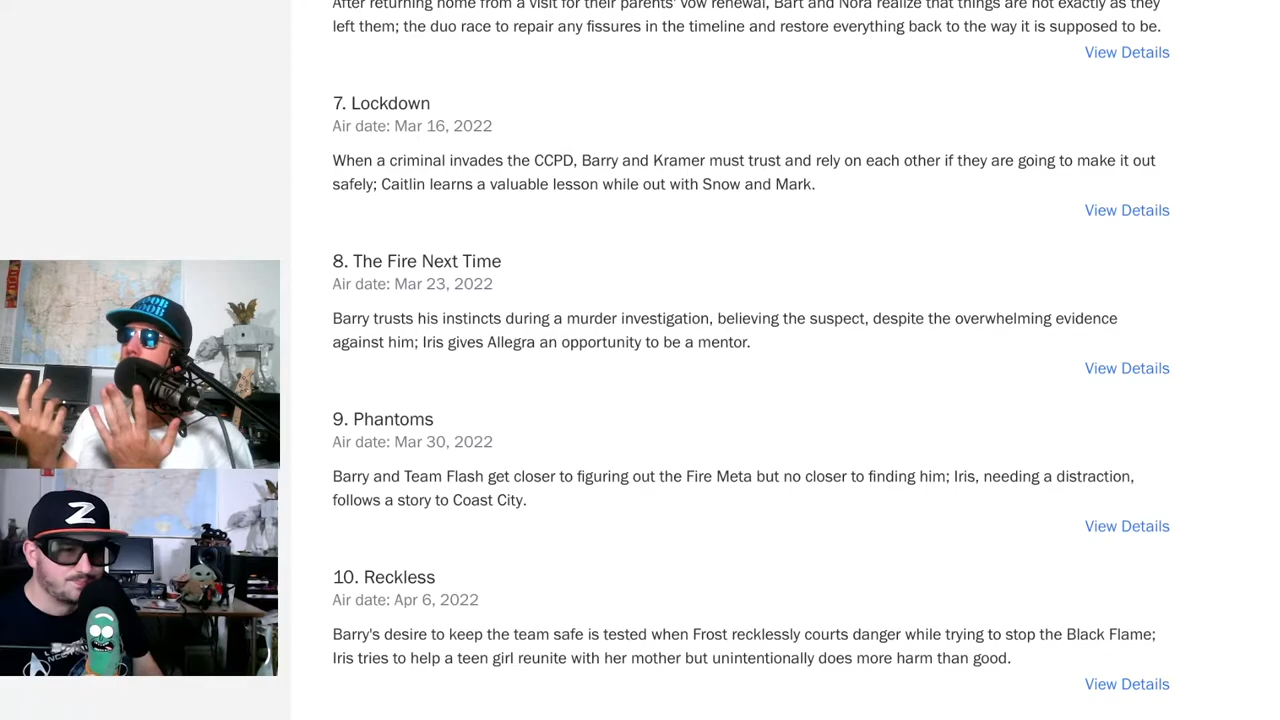 After returning home from a visit for their parents' vow renewal, Bart and Nora realize that things are not exactly as they
left them; the duo race to repair any fissures in the timeline and restore everything back to the way it is supposed to be.
View Details
7. Lockdown
Air date: Mar 16, 2022
When a criminal invades the CCPD, Barry and Kramer must trust and rely on each other if they are going to make it out
safely; Caitlin learns a valuable lesson while out with Snow and Mark.
View Details
8. The Fire Next Time
Air date: Mar 23, 2022
Barry trusts his instincts during a murder investigation, believing the suspect, despite the overwhelming evidence
against him; Iris gives Allegra an opportunity to be a mentor.
View Details
9. Phantoms
Air date: Mar 30, 2022
Barry and Team Flash get closer to figuring out the Fire Meta but no closer to finding him; Iris, needing a distraction,
follows a story to Coast City.
View Details
10. Reckless
Air date: Apr 6, 2022
Barry's desire to keep the team safe is tested when Frost recklessly courts danger while trying to stop the Black Flame;
Iris tries to help a teen girl reunite with her mother but unintentionally does more harm than good.
View Details
Z